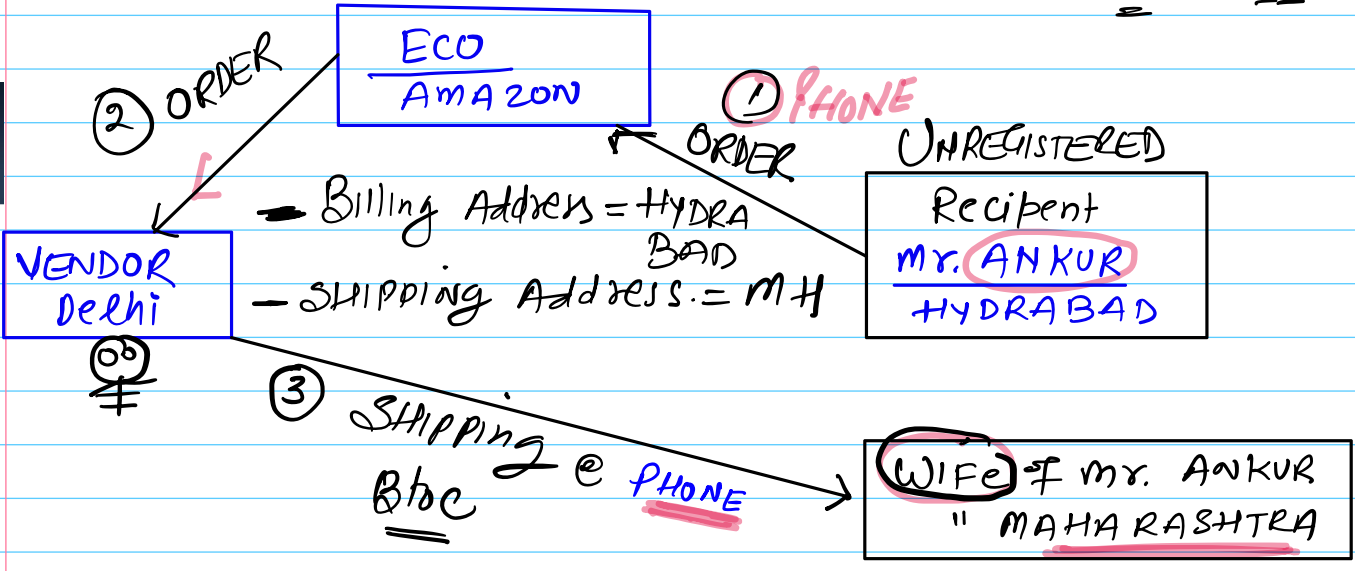 ECO
AMAZON
② ORDER
① PHONE
ORDER
UNREGISTERED
Recipent
Mr. ANKUR
HYDRABAD
- Billing Address = HYDRA
BAD
- SHIPPING Address. = MH
VENDOR
Delhi
③ SHIPPING @ PHONE
BtoC
WIFe of Mr. ANKUR
" MAHARASHTRA